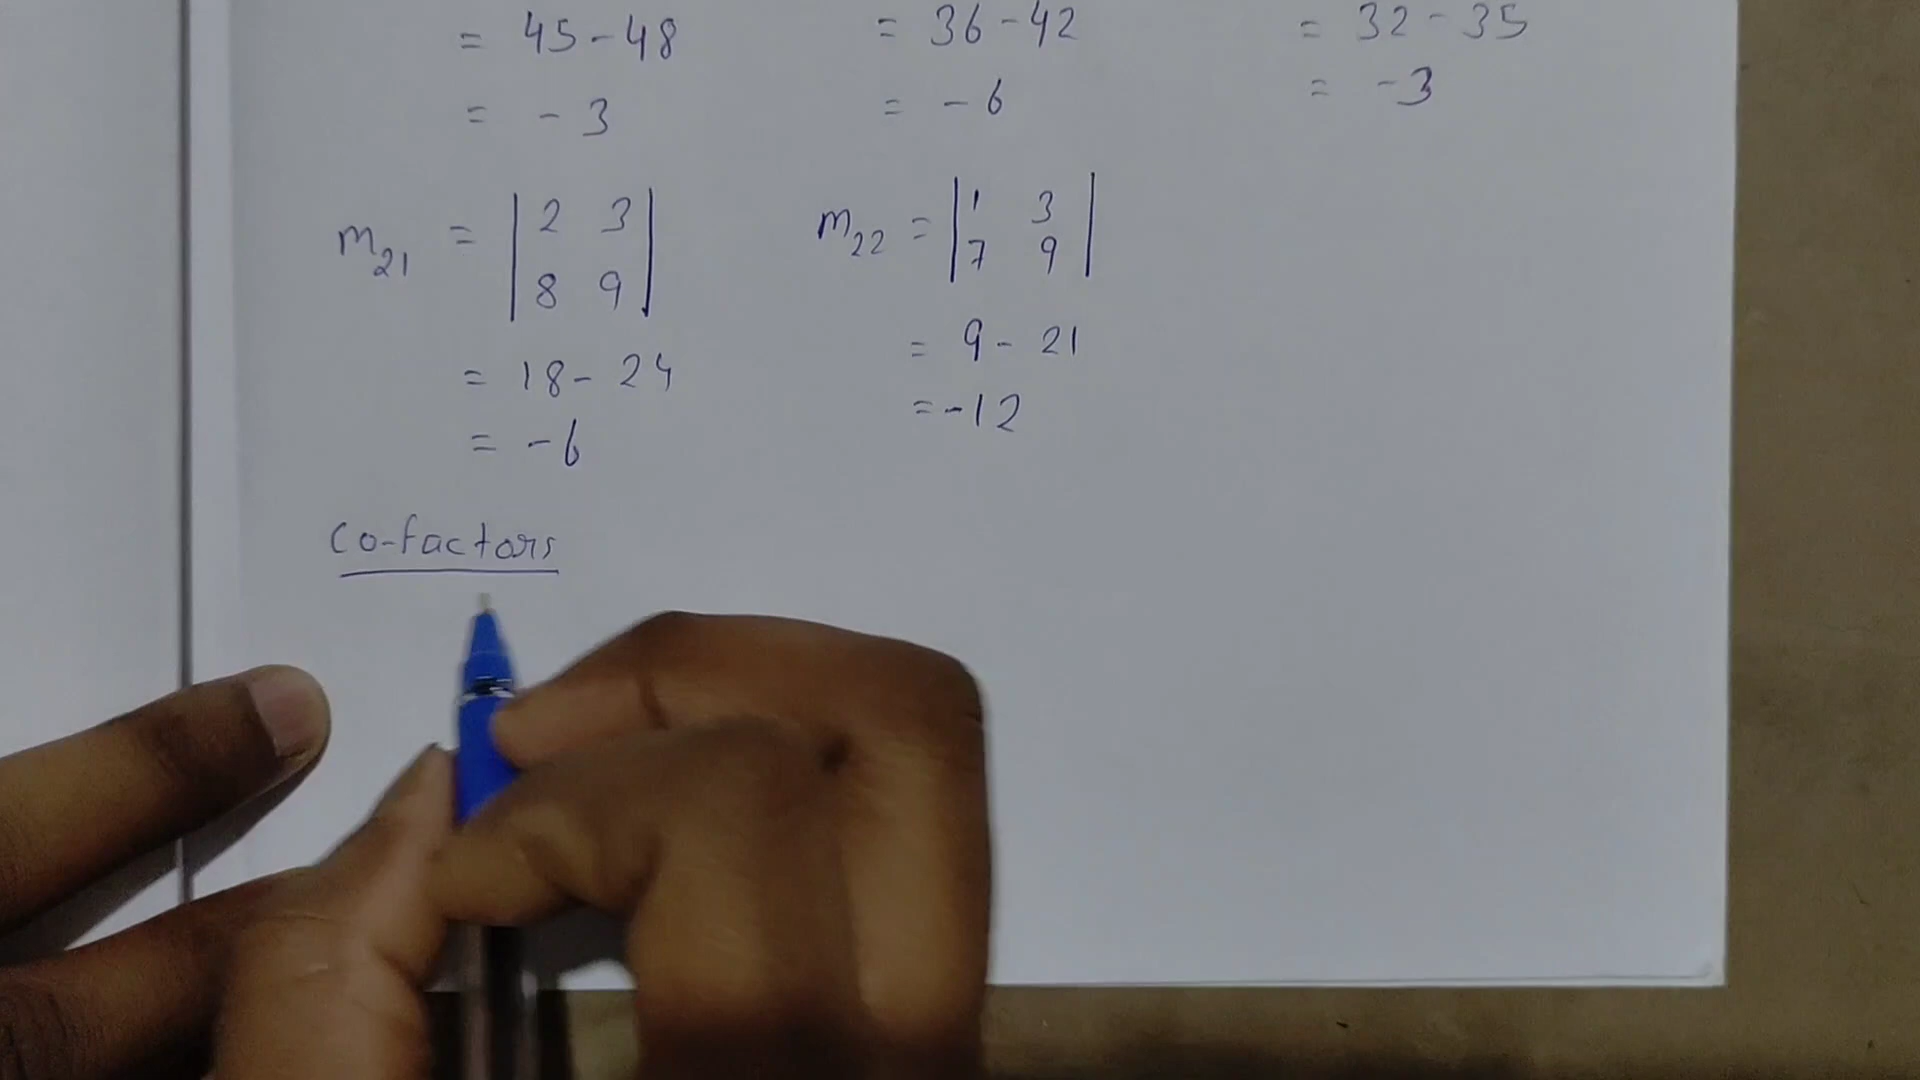 = 45-48 = 36-42 = 32-35
= -3 = -6 = -3
m21 = |2 3| m22 = |1 3|
|8 9| |7 9|
= 18-24 = 9-21
= -6 = -12
Co-factors